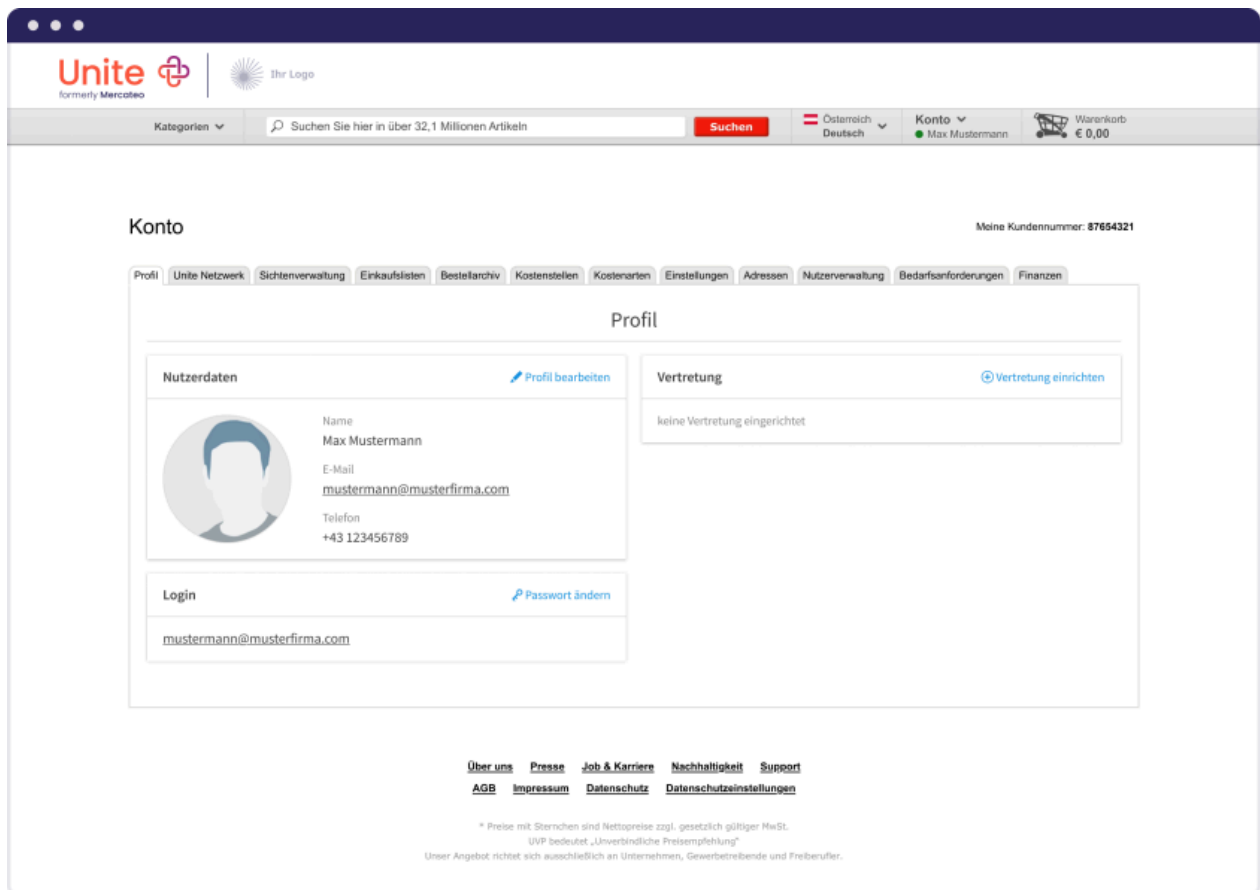 Unite
formerly Mercateo
Ihr Logo
Kategorien
Suchen Sie hier in über 32,1 Millionen Artikeln
Suchen
Österreich
Deutsch
Konto
Max Mustermann
Warenkorb
€ 0,00
Konto
Meine Kundennummer: 87654321
Profil Unite Netzwerk Sichtenverwaltung Einkaufslisten Bestellarchiv Kostenstellen Kostenarten Einstellungen Adressen Nutzerverwaltung Bedarfsanforderungen Finanzen
Profil
Nutzerdaten
Profil bearbeiten
Name
Max Mustermann
E-Mail
mustermann@musterfirma.com
Telefon
+43 123456789
Vertretung
Vertretung einrichten
keine Vertretung eingerichtet
Login
Passwort ändern
mustermann@musterfirma.com
Über uns Presse Job & Karriere Nachhaltigkeit Support
AGB Impressum Datenschutz Datenschutzeinstellungen
* Preise mit Sternchen sind Nettopreise zzgl. gesetzlich gültiger MwSt.
UVP bedeutet „Unverbindliche Preisempfehlung"
Unser Angebot richtet sich ausschließlich an Unternehmen, Gewerbetreibende und Freiberufler.